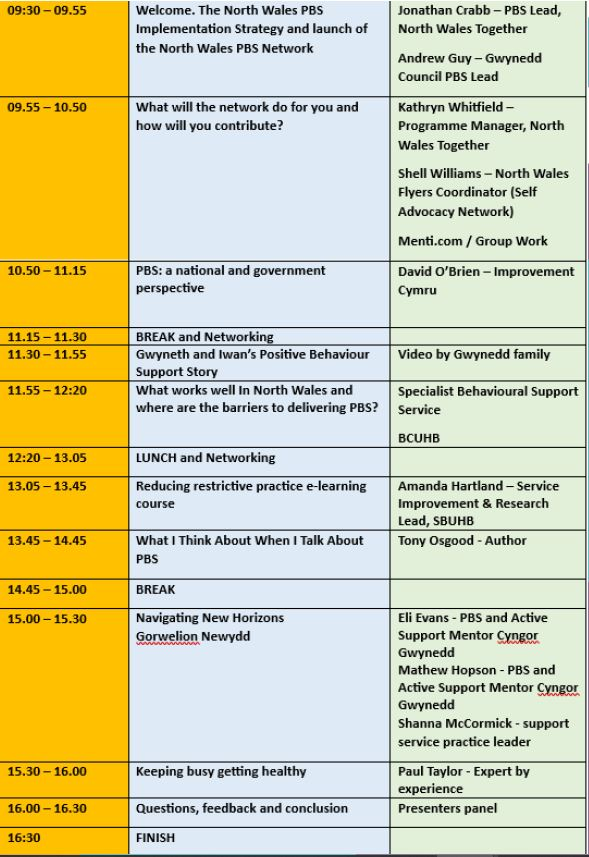 09:30 – 09.55
Welcome. The North Wales PBS
Implementation Strategy and launch of
the North Wales PBS Network
Jonathan Crabb – PBS Lead,
North Wales Together
Andrew Guy – Gwynedd
Council PBS Lead
09.55 – 10.50
What will the network do for you and
how will you contribute?
Kathryn Whitfield –
Programme Manager, North
Wales Together
Shell Williams – North Wales
Flyers Coordinator (Self
Advocacy Network)
Menti.com / Group Work
10.50 – 11.15
PBS: a national and government
perspective
David O’Brien – Improvement
Cymru
11.15 – 11.30
BREAK and Networking
11.30 – 11.55
Gwyneth and Iwan’s Positive Behaviour
Support Story
Video by Gwynedd family
11.55 – 12:20
What works well In North Wales and
where are the barriers to delivering PBS?
Specialist Behavioural Support
Service
BCUHB
12:20 – 13.05
LUNCH and Networking
13.05 – 13.45
Reducing restrictive practice e-learning
course
Amanda Hartland – Service
Improvement & Research
Lead, SBUHB
13.45 – 14.45
What I Think About When I Talk About
PBS
Tony Osgood - Author
14.45 – 15.00
BREAK
15.00 – 15.30
Navigating New Horizons
Gorwelion Newydd
Eli Evans - PBS and Active
Support Mentor Cyngor
Gwynedd
Mathew Hopson - PBS and
Active Support Mentor Cyngor
Gwynedd
Shanna McCormick - support
service practice leader
15.30 – 16.00
Keeping busy getting healthy
Paul Taylor - Expert by
experience
16.00 – 16.30
Questions, feedback and conclusion
Presenters panel
16:30
FINISH